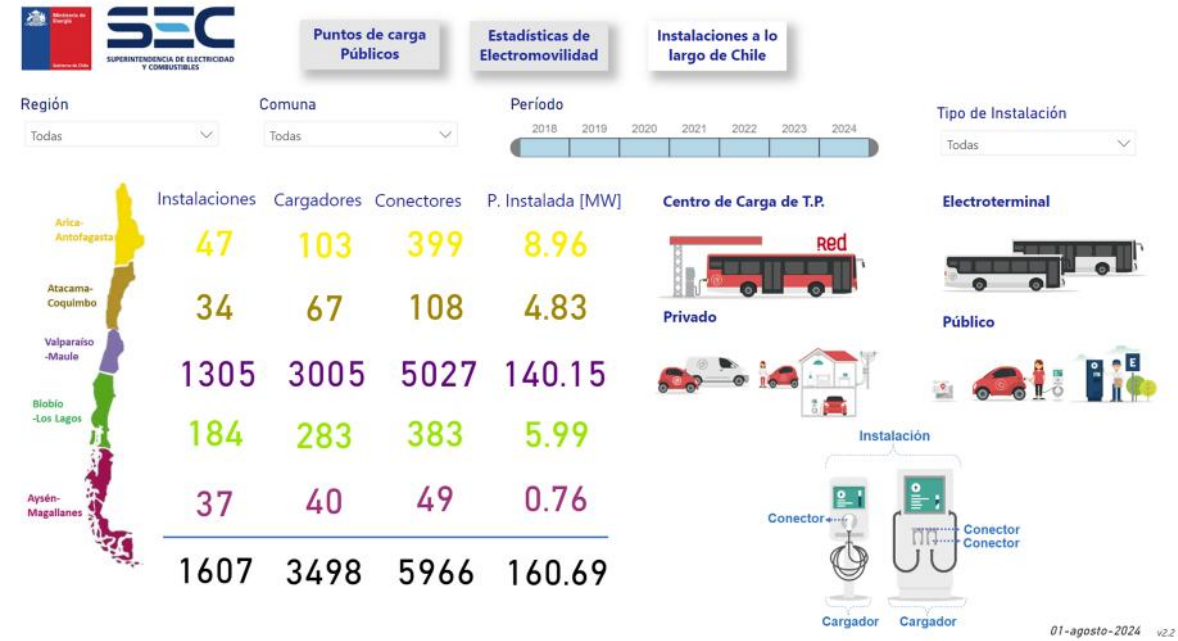 Ministerio de
Energía
Gobierno de Chile
SEC
SUPERINTENDENCIA DE ELECTRICIDAD
Y COMBUSTIBLES
Puntos de carga
Públicos
Estadísticas de
Electromovilidad
Instalaciones a lo
largo de Chile
Región
Todas
Comuna
Todas
Período
2018 2019 2020 2021 2022 2023 2024
Tipo de Instalación
Todas
Instalaciones Cargadores Conectores P. Instalada [MW]
Arica-
Antofagasta
47 103 399 8.96
Atacama-
Coquimbo
34 67 108 4.83
Valparaíso
-Maule
1305 3005 5027 140.15
Biobío
-Los Lagos
184 283 383 5.99
Aysén-
Magallanes
37 40 49 0.76
1607 3498 5966 160.69
Centro de Carga de T.P.
Red
Electroterminal
Privado
Público
E
Instalación
Conector
Conector
Conector
Cargador Cargador
01-agosto-2024 v2.2